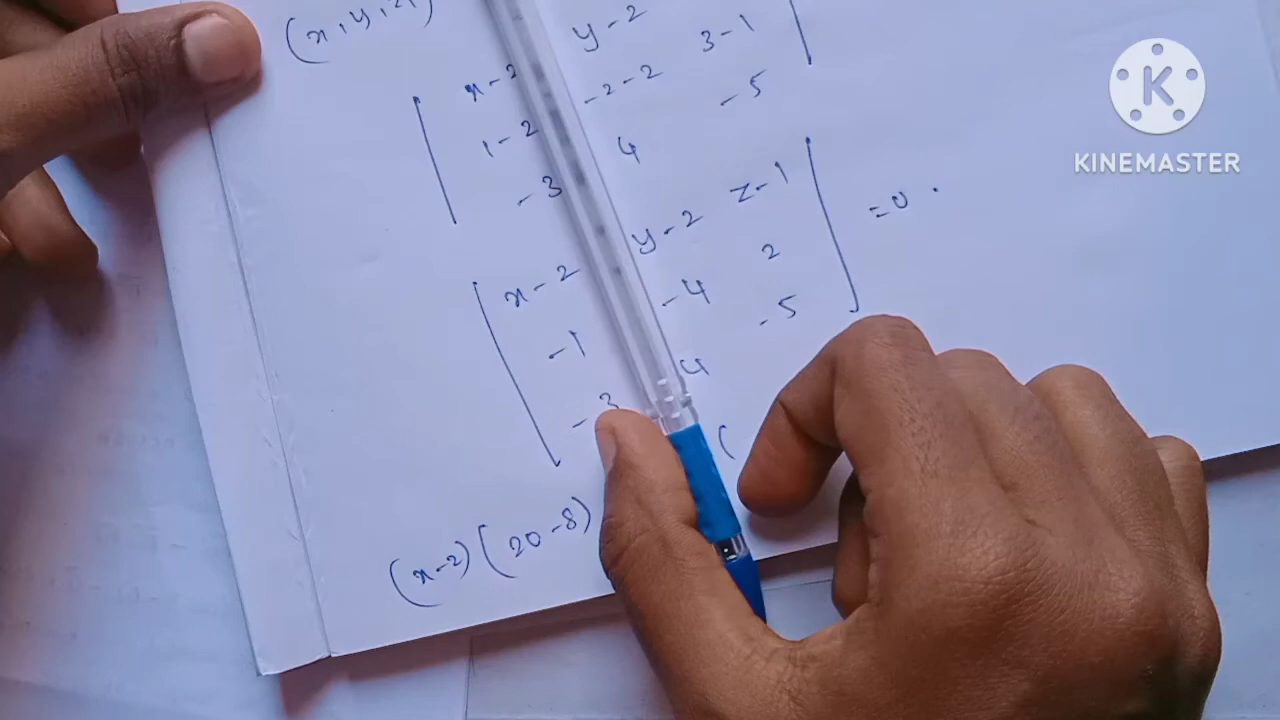 (x, y, z)
x-2 y-2
1-2 -2-2 3-1
-3 4 -5
x-2 y-2 z-1
-1 -4 2 =0.
-3 4 -5
(x-2)(20-8) (
KINEMASTER